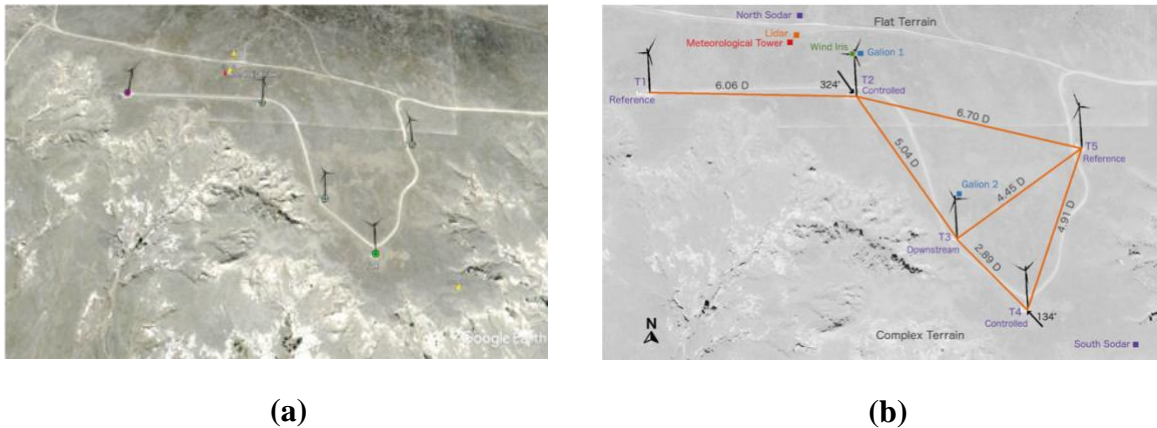 Google Earth
North Sodar
Flat Terrain
Lidar
Meteorological Tower
Wind Iris
Galion 1
T1
Reference
6.06 D
324°
T2
Controlled
6.70 D
5.04 D
T5
Reference
Galion 2
4.45 D
4.91 D
T3
Downstream
2.89 D
T4
Controlled
134°
N
Complex Terrain
South Sodar
(a)
(b)